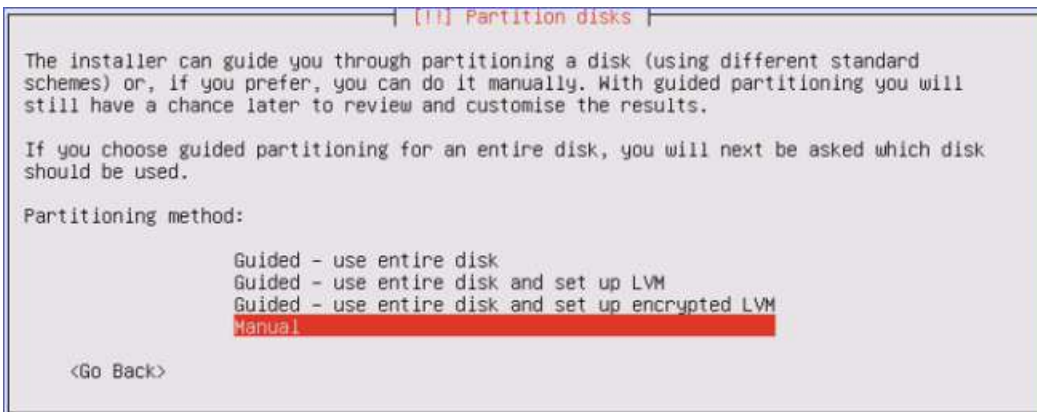 [!!] Partition disks
The installer can guide you through partitioning a disk (using different standard
schemes) or, if you prefer, you can do it manually. With guided partitioning you will
still have a chance later to review and customise the results.
If you choose guided partitioning for an entire disk, you will next be asked which disk
should be used.
Partitioning method:
Guided - use entire disk
Guided - use entire disk and set up LVM
Guided - use entire disk and set up encrypted LVM
Manual
<Go Back>